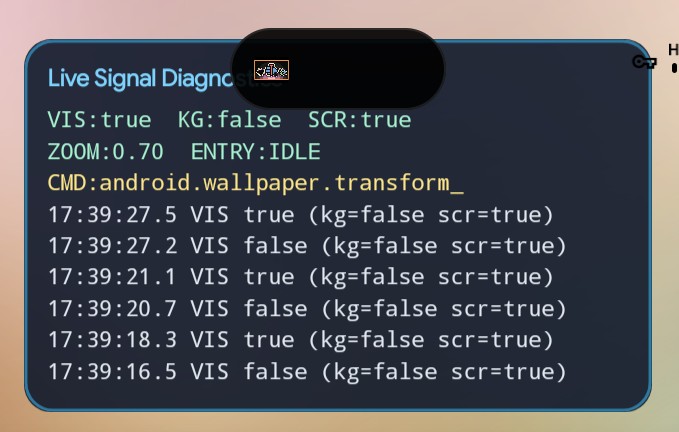 Live Signal Diagnostics
VIS:true KG:false SCR:true
ZOOM:0.70 ENTRY:IDLE
CMD:android.wallpaper.transform_
17:39:27.5 VIS true (kg=false scr=true)
17:39:27.2 VIS false (kg=false scr=true)
17:39:21.1 VIS true (kg=false scr=true)
17:39:20.7 VIS false (kg=false scr=true)
17:39:18.3 VIS true (kg=false scr=true)
17:39:16.5 VIS false (kg=false scr=true)